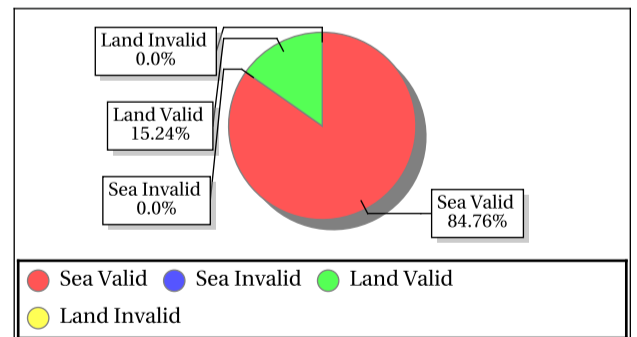 Land Invalid
0.0%
Land Valid
15.24%
Sea Invalid
0.0%
Sea Valid
84.76%
Sea Valid Sea Invalid Land Valid
Land Invalid